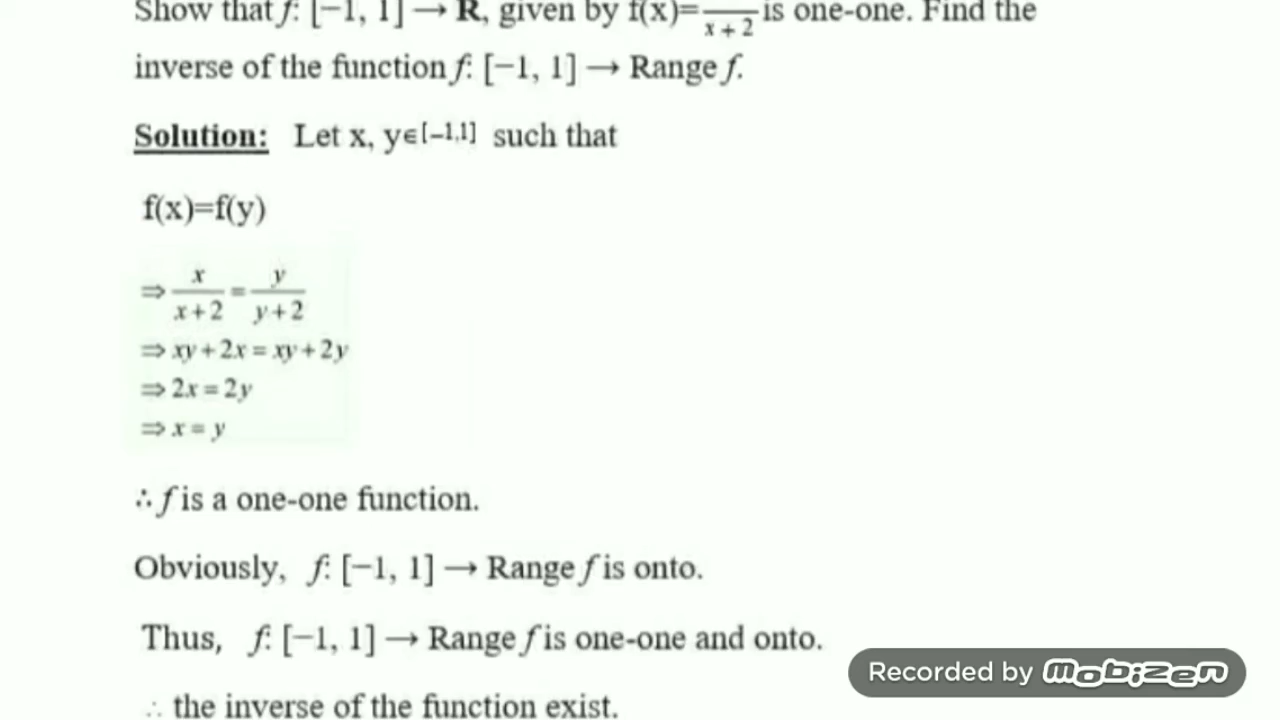 Show that f: [−1, 1] → R, given by f(x)= /x + 2 is one-one. Find the
inverse of the function f: [−1, 1] → Range f.
Solution: Let x, y∈[−1,1] such that
f(x)=f(y)
⇒ x/x+2 = y/y+2
⇒ xy+2x = xy+2y
⇒ 2x = 2y
⇒ x = y
∴ f is a one-one function.
Obviously, f: [−1, 1] → Range f is onto.
Thus, f: [−1, 1] → Range f is one-one and onto.
∴ the inverse of the function exist.
Recorded by mobizen